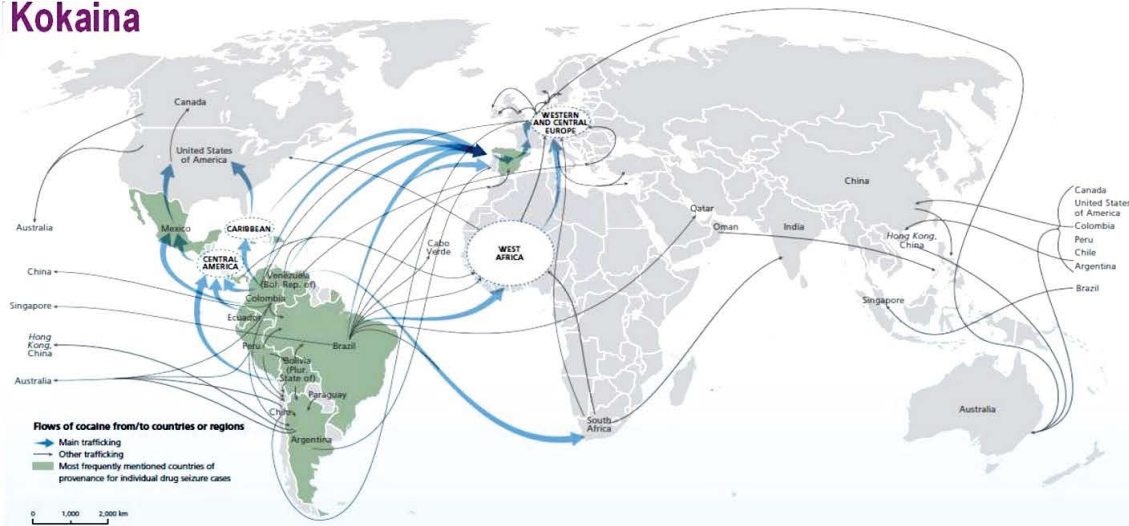 Kokaina
Canada
United States
of America
Mexico
CARIBBEAN
CENTRAL
AMERICA
Venezuela
(Bol. Rep. of)
Colombia
Ecuador
Peru
Brazil
Bolivia
(Plur.
State of)
Paraguay
Chile
Argentina
Australia
China
Singapore
Hong
Kong,
China
Australia
WESTERN
AND CENTRAL
EUROPE
Cabo
Verde
WEST
AFRICA
South
Africa
Qatar
Oman
India
China
Hong Kong,
China
Singapore
Australia
Canada
United States
of America
Colombia
Peru
Chile
Argentina
Brazil
Flows of cocaine from/to countries or regions
Main trafficking
Other trafficking
Most frequently mentioned countries of
provenance for individual drug seizure cases
0 1,000 2,000 km